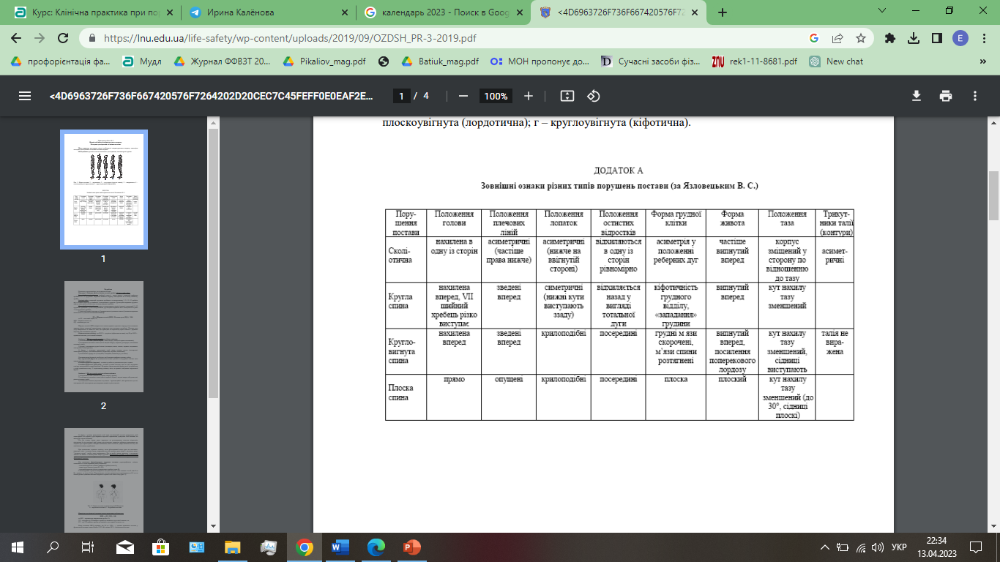 Курс: Клінічна практика при по
Ирина Калёнова
календарь 2023 - Поиск в Goog
<4D6963726F736F667420576F72
https://lnu.edu.ua/life-safety/wp-content/uploads/2019/09/OZDSH_PR-3-2019.pdf
E
профорієнтація фа...
Мудл
Журнал ФФВЗТ 20...
Pikaliov_mag.pdf
Batiuk_mag.pdf
МОН пропонує до...
Сучасні засоби фіз...
rek1-11-8681.pdf
New chat
»
<4D6963726F736F667420576F7264202D20CEC7C45FEFF0E0EAF2E...
1 / 4
100%
1
2
плоскоувігнута (лордотична); г – круглоувігнута (кіфотична).
ДОДАТОК А
Зовнішні ознаки різних типів порушень постави (за Язловецьким В. С.)
Пору-
шення
постави
Положення
голови
Положення
плечових
ліній
Положення
лопаток
Положення
остистих
відростків
Форма грудної
клітки
Форма
живота
Положення
таза
Трикут-
ники талії
(контури)
Сколі-
отична
нахилена в
одну із сторін
асиметричні
(частіше
права нижче)
асиметричні
(нижче на
ввігнутій
стороні)
відхиляються
в одну із
сторін
рівномірно
асиметрія у
положенні
реберних дуг
частіше
випнутий
вперед
корпус
зміщений у
сторону по
відношенню
до тазу
асимет-
ричні
Кругла
спина
нахилена
вперед, VII
шийний
хребець різко
виступає
зведені
вперед
симетричні
(нижні кути
виступають
ззаду)
відхиляється
назад у
вигляді
тотальної
дуги
кіфотичність
грудного
відділу,
«западання»
грудини
випнутий
вперед
кут нахилу
тазу
зменшений
Кругло-
вигнута
спина
нахилена
вперед
зведені
вперед
крилоподібні
посередині
грудні м язи
скорочені,
м'язи спини
розтягнені
випнутий
вперед,
посилення
поперекового
лордозу
кут нахилу
тазу
зменшений,
сідниці
виступають
талія не
вира-
жена
Плоска
спина
прямо
опущені
крилоподібні
посередині
плоска
плоский
кут нахилу
тазу
зменшений (до
30°, сідниці
плоскі)
УКР
22:34
13.04.2023